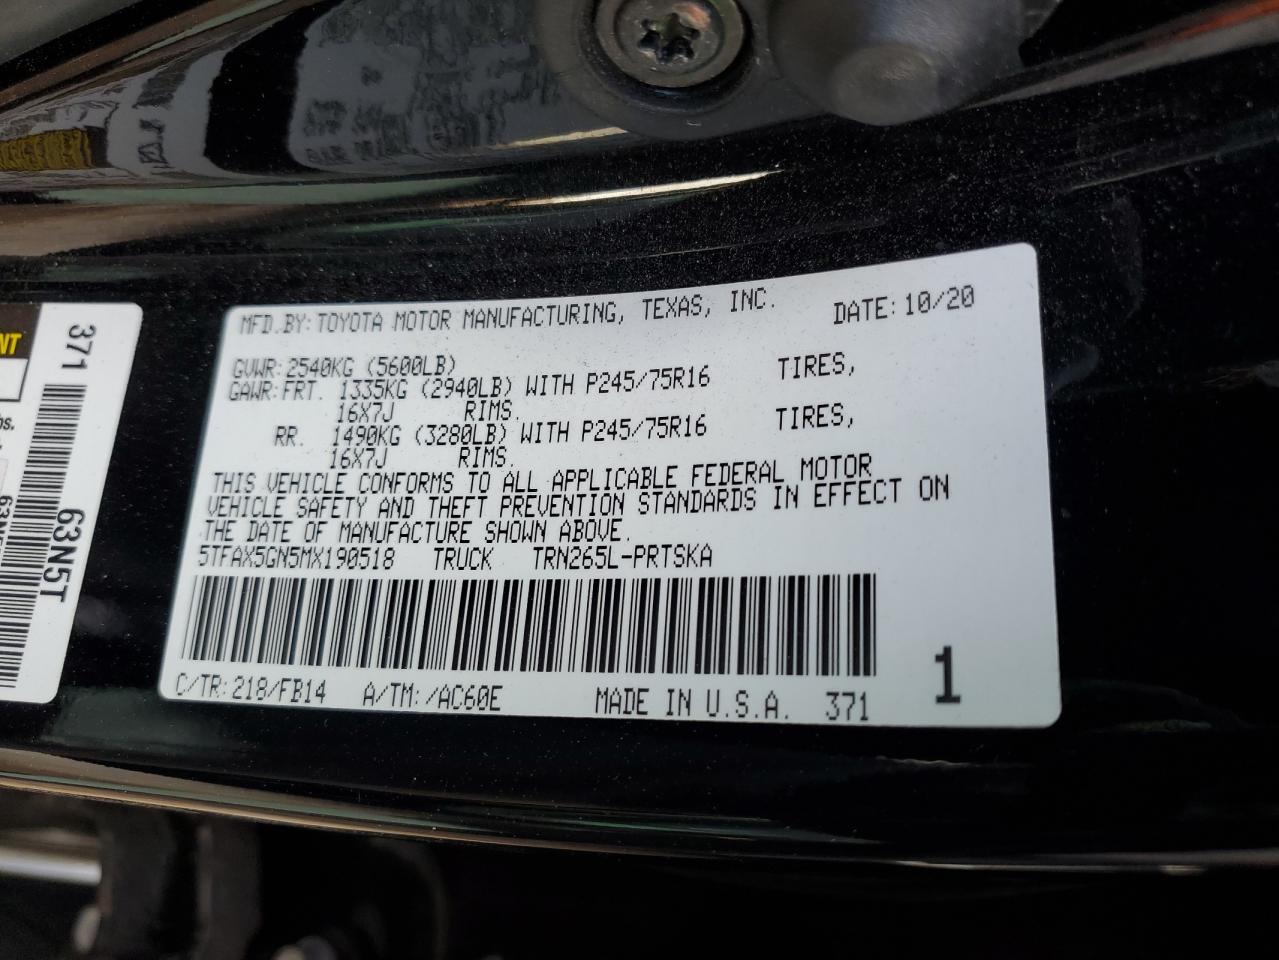 MFD.BY: TOYOTA MOTOR MANUFACTURING, TEXAS, INC. DATE: 10/20
GVWR: 2540KG (5600LB)
GAWR: FRT. 1335KG (2940LB) WITH P245/75R16 TIRES,
16X7J RIMS.
RR. 1490KG (3280LB) WITH P245/75R16 TIRES,
16X7J RIMS.
THIS VEHICLE CONFORMS TO ALL APPLICABLE FEDERAL MOTOR
VEHICLE SAFETY AND THEFT PREVENTION STANDARDS IN EFFECT ON
THE DATE OF MANUFACTURE SHOWN ABOVE.
5TFAX5GN5MX190518 TRUCK TRN265L-PRTSKA
C/TR: 218/FB14 A/TM: /AC60E MADE IN U.S.A. 371
1
371
63N5T